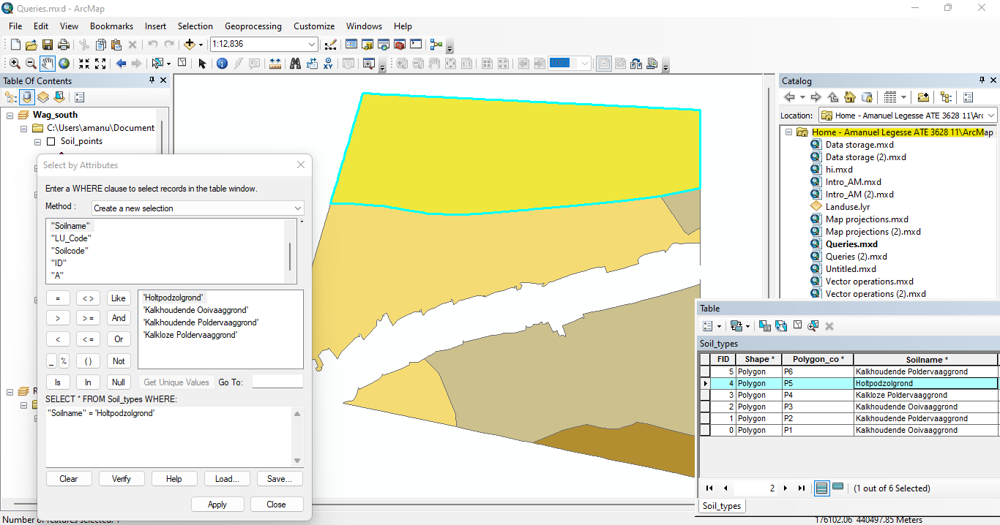 Queries.mxd - ArcMap
File Edit View Bookmarks Insert Selection Geoprocessing Customize Windows Help
1:12,836
100%
Table Of Contents
Wag_south
C:\Users\amanu\Document
Soil_points
R
Select by Attributes
Enter a WHERE clause to select records in the table window.
Method : Create a new selection
"Soilname"
"LU_Code"
"Soilcode"
"ID"
"A"
= < > Like
> > = And
< < = Or
_ % ( ) Not
Is In Null Get Unique Values Go To:
'Holtpodzolgrond'
'Kalkhoudende Ooivaaggrond'
'Kalkhoudende Poldervaaggrond'
'Kalkloze Poldervaaggrond'
SELECT * FROM Soil_types WHERE:
"Soilname" = 'Holtpodzolgrond'
Clear Verify Help Load... Save...
Apply Close
Number of features selected: 1
Catalog
Location: Home - Amanuel Legesse ATE 3628 11\Arc
Home - Amanuel Legesse ATE 3628 11\ArcMap
Data storage.mxd
Data storage (2).mxd
hi.mxd
Intro_AM.mxd
Intro_AM (2).mxd
Landuse.lyr
Map projections.mxd
Map projections (2).mxd
Queries.mxd
Queries (2).mxd
Untitled.mxd
Vector operations.mxd
Vector operations (2).mxd
Table
Soil_types
FID Shape * Polygon_co * Soilname *
5 Polygon P6 Kalkhoudende Poldervaaggrond
4 Polygon P5 Holtpodzolgrond
3 Polygon P4 Kalkloze Poldervaaggrond
2 Polygon P3 Kalkhoudende Ooivaaggrond
1 Polygon P2 Kalkhoudende Poldervaaggrond
0 Polygon P1 Kalkhoudende Ooivaaggrond
2 (1 out of 6 Selected)
Soil_types
176102.06 440497.85 Meters